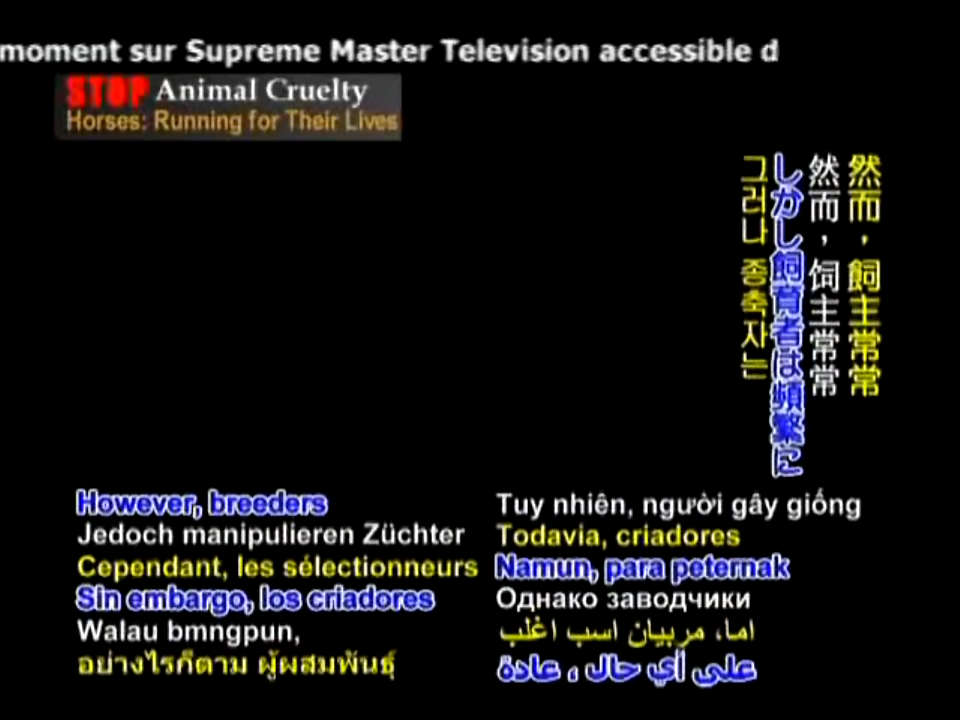 moment sur Supreme Master Television accessible d
STOP Animal Cruelty
Horses: Running for Their Lives
然而，飼主常常
然而，饲主常常
しかし飼育者は頻繁に
그러나 종축자는
However, breeders
Jedoch manipulieren Züchter
Cependant, les sélectionneurs
Sin embargo, los criadores
Walau bmngpun,
อย่างไรก็ตาม ผู้ผสมพันธุ์
Tuy nhiên, người gây giống
Todavia, criadores
Namun, para peternak
Однако заводчики
اما، مربیان اسب اغلب
على أي حال ، عادة